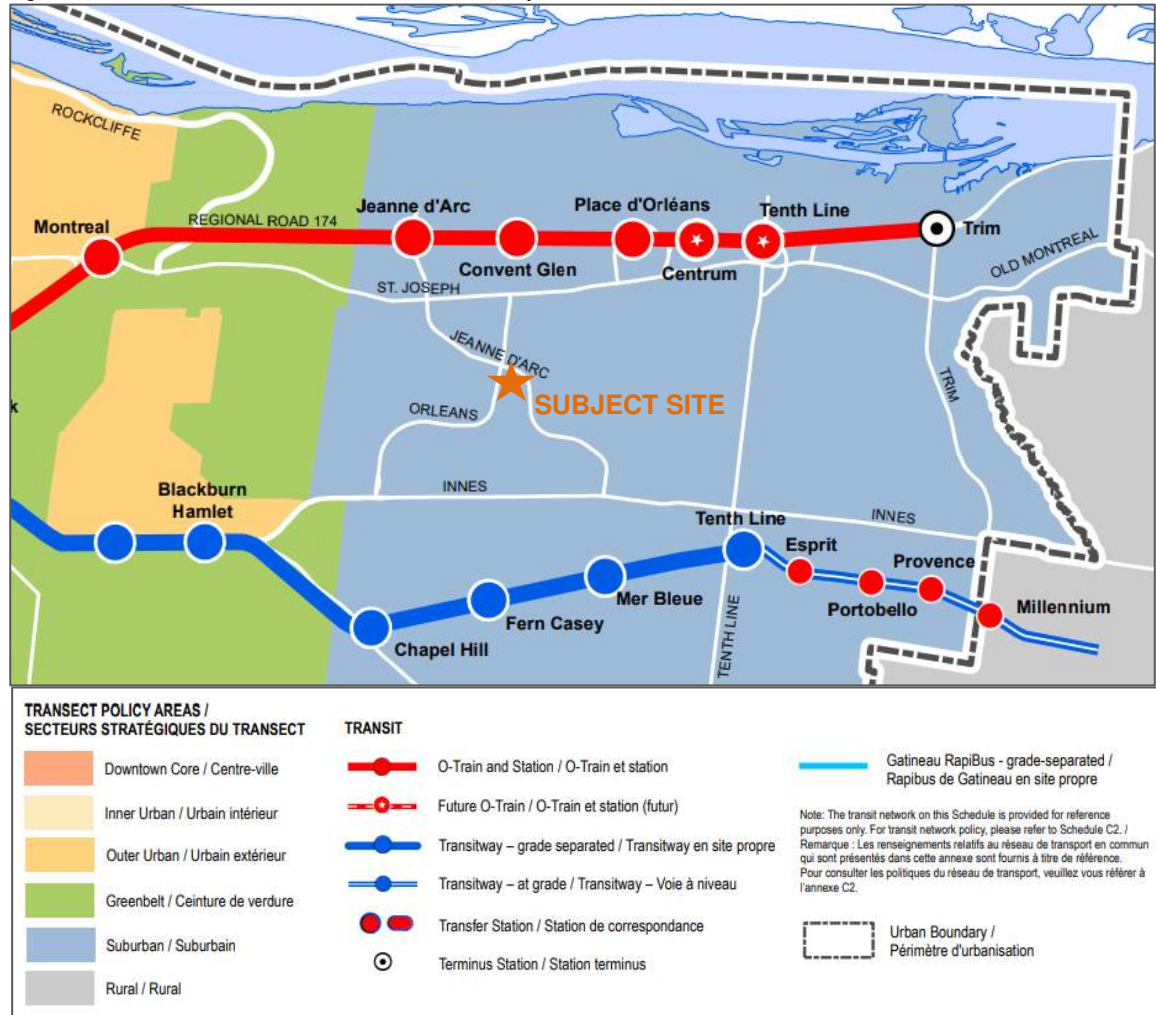 ROCKCLIFFE
Montreal
REGIONAL ROAD 174
Jeanne d'Arc
Convent Glen
Place d'Orléans
Centrum
Tenth Line
Trim
OLD MONTREAL
ST. JOSEPH
JEANNE D'ARC
TRIM
SUBJECT SITE
ORLEANS
k
INNES
INNES
Blackburn
Hamlet
Tenth Line
Esprit
Provence
Portobello
Millennium
Mer Bleue
Fern Casey
Chapel Hill
TENTH LINE
TRANSECT POLICY AREAS /
SECTEURS STRATÉGIQUES DU TRANSECT
Downtown Core / Centre-ville
Inner Urban / Urbain intérieur
Outer Urban / Urbain extérieur
Greenbelt / Ceinture de verdure
Suburban / Suburbain
Rural / Rural
TRANSIT
O-Train and Station / O-Train et station
Future O-Train / O-Train et station (futur)
Transitway – grade separated / Transitway en site propre
Transitway – at grade / Transitway – Voie à niveau
Transfer Station / Station de correspondance
Terminus Station / Station terminus
Gatineau RapiBus - grade-separated /
Rapibus de Gatineau en site propre
Note: The transit network on this Schedule is provided for reference
purposes only. For transit network policy, please refer to Schedule C2. /
Remarque : Les renseignements relatifs au réseau de transport en commun
qui sont présentés dans cette annexe sont fournis à titre de référence.
Pour consulter les politiques du réseau de transport, veuillez vous référer à
l'annexe C2.
Urban Boundary /
Périmètre d'urbanisation